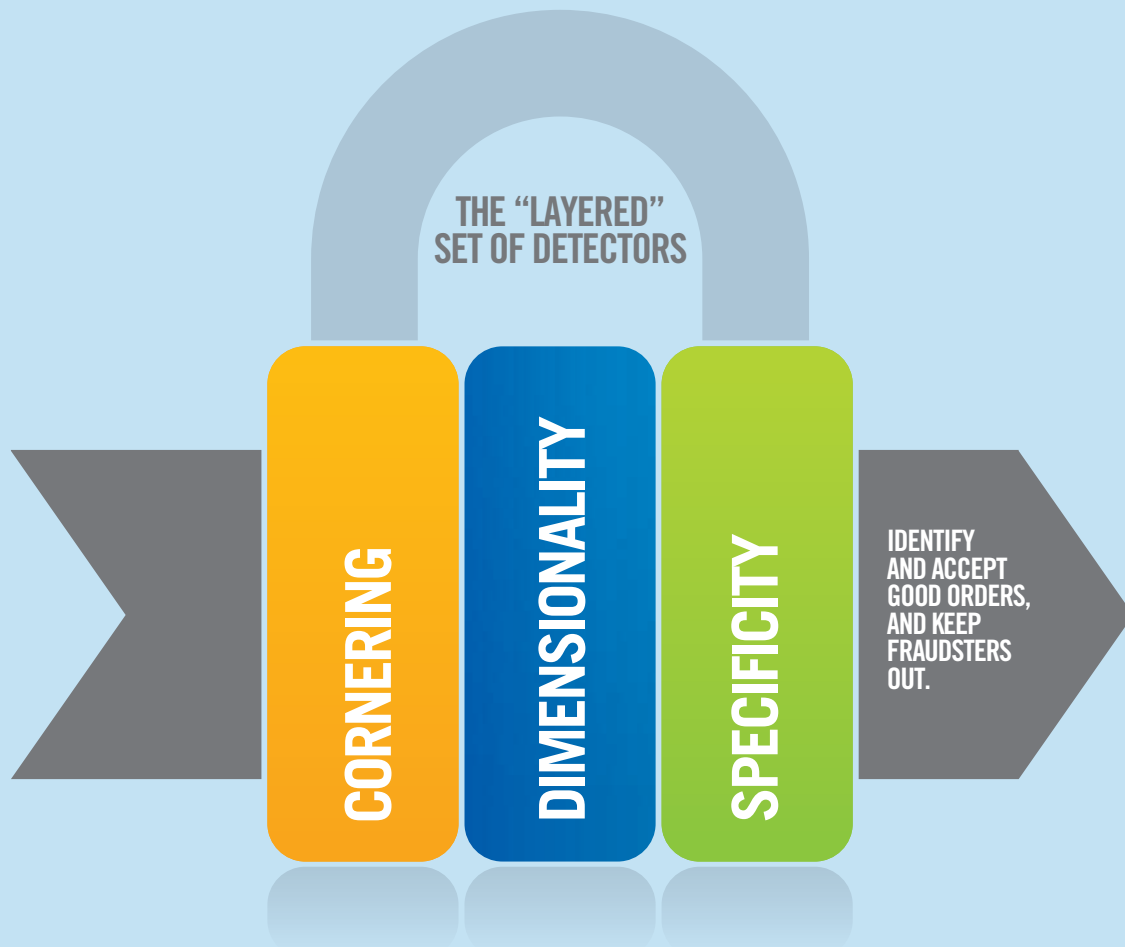 THE “LAYERED”
SET OF DETECTORS
CORNERING
DIMENSIONALITY
SPECIFICITY
IDENTIFY
AND ACCEPT
GOOD ORDERS,
AND KEEP
FRAUDSTERS
OUT.